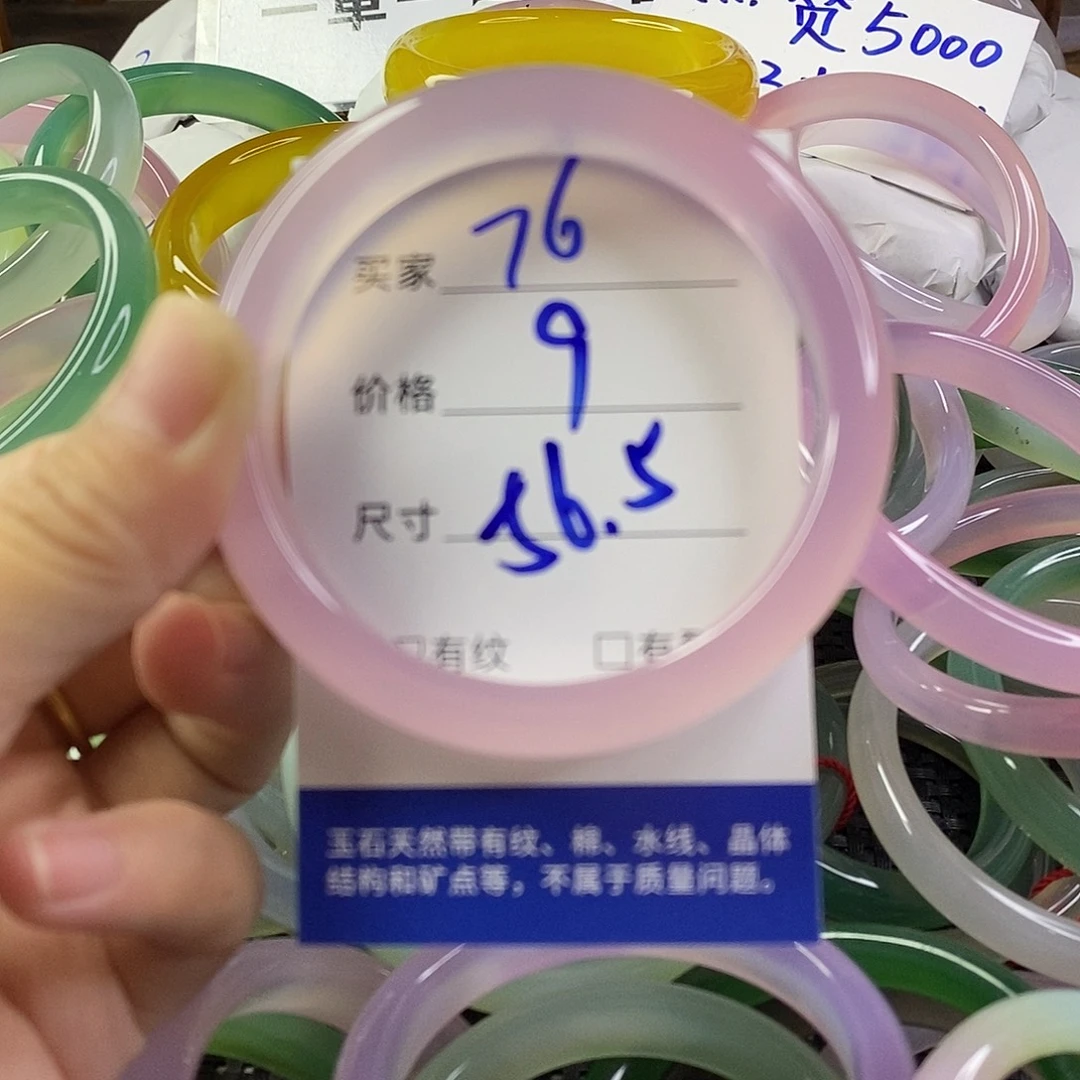 赞5000
买家 76
价格 9
尺寸 56.5
□有纹 □有
玉石天然带有纹、棉、水线、晶体
结构和矿点等，不属于质量问题。